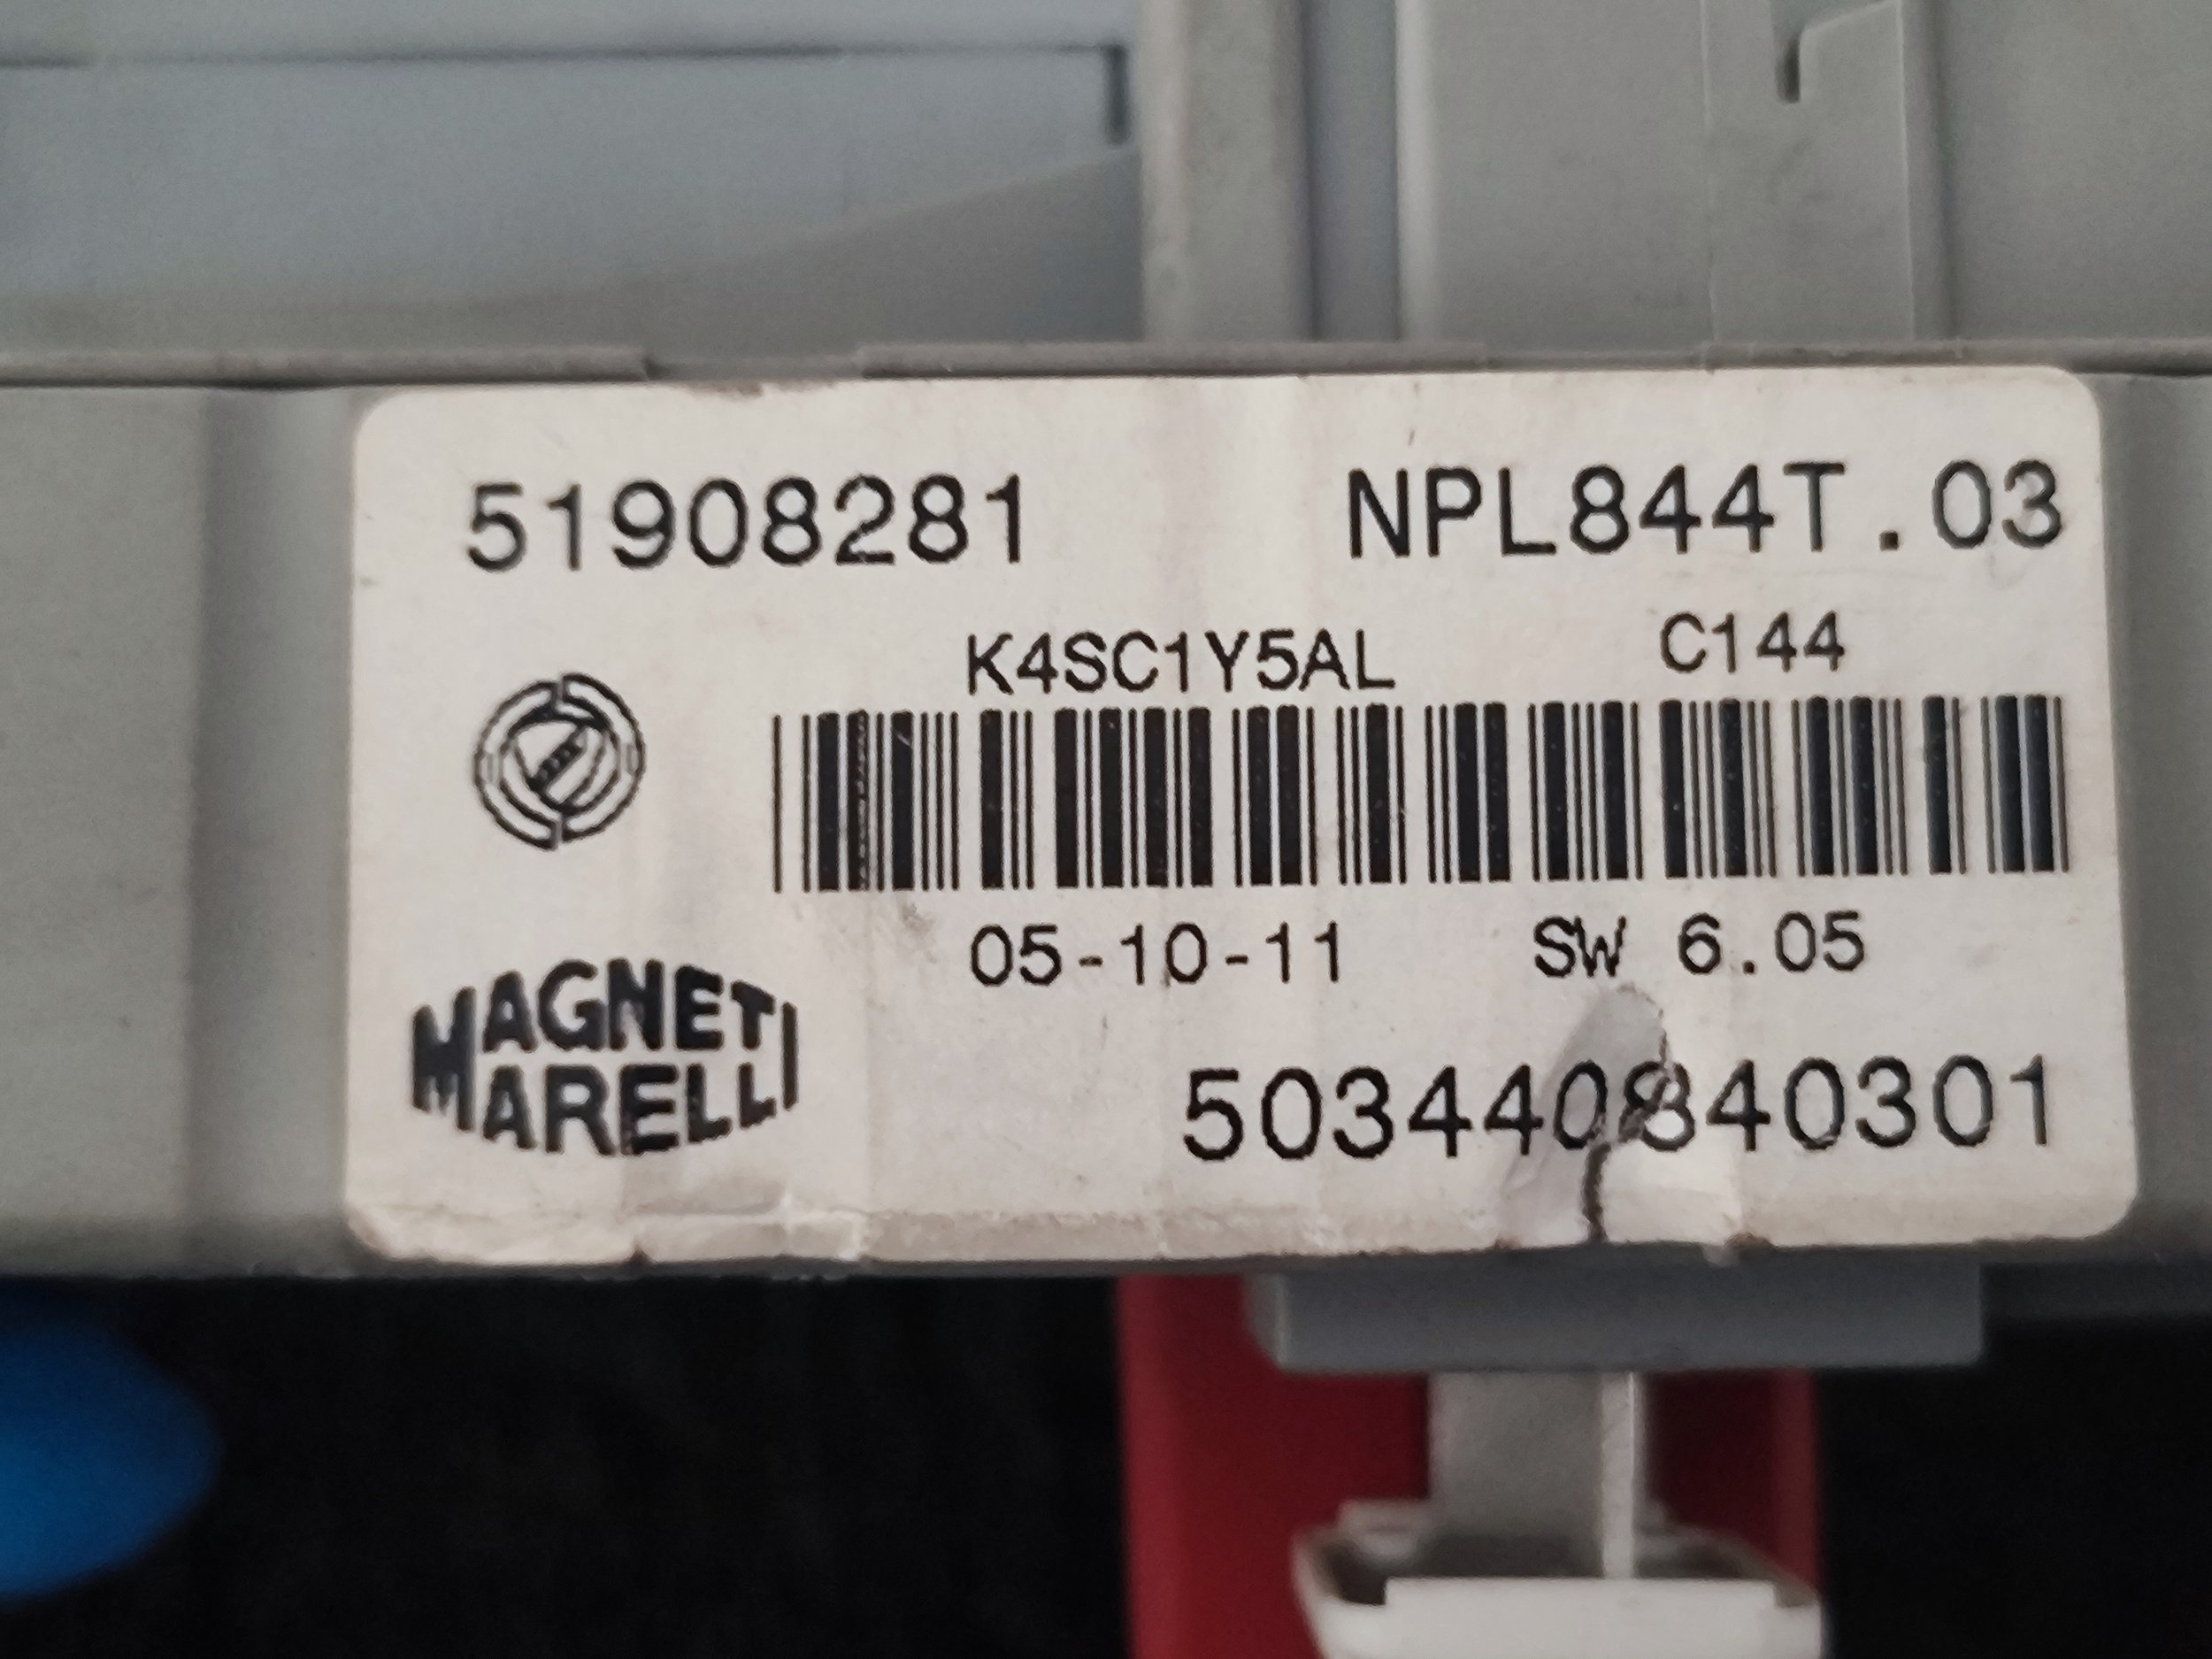 51908281 NPL844T.03
K4SC1Y5AL C144
05-10-11 SW 6.05
MAGNETI
MARELLI
503440840301